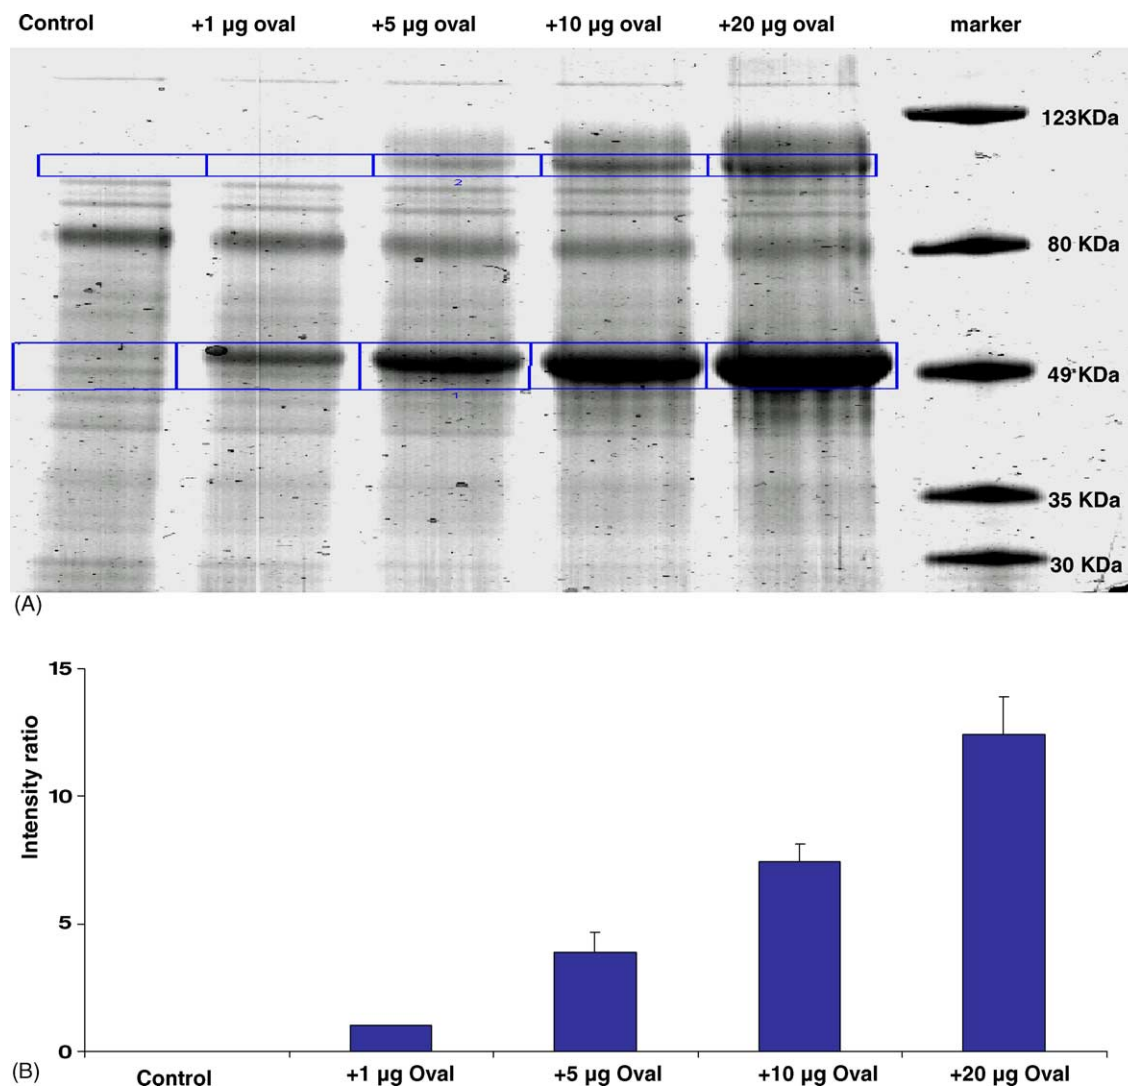 Control +1 µg oval +5 µg oval +10 µg oval +20 µg oval marker
123KDa
2
80 KDa
49 KDa
1
35 KDa
30 KDa
(A)
15
10
5
0
Intensity ratio
Control +1 µg Oval +5 µg Oval +10 µg Oval +20 µg Oval
(B)